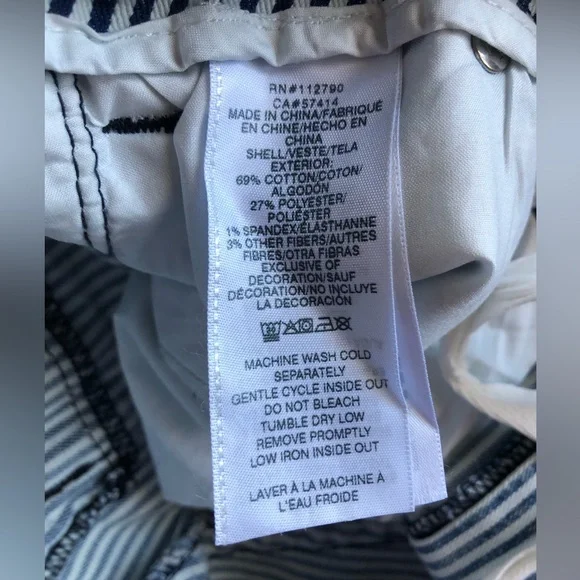 RN#112790
CA#57414
MADE IN CHINA/FABRIQUÉ
EN CHINE/HECHO EN
CHINA
SHELL/VESTE/TELA
EXTERIOR:
69% COTTON/COTON/
ALGODÓN
27% POLYESTER/
POLIÉSTER
1% SPANDEX/ÉLASTHANNE
3% OTHER FIBERS/AUTRES
FIBRES/OTRA FIBRAS
EXCLUSIVE OF
DECORATION/SAUF
DÉCORATION/NO INCLUYE
LA DECORACIÓN
MACHINE WASH COLD
SEPARATELY
GENTLE CYCLE INSIDE OUT
DO NOT BLEACH
TUMBLE DRY LOW
REMOVE PROMPTLY
LOW IRON INSIDE OUT
LAVER À LA MACHINE À
L'EAU FROIDE